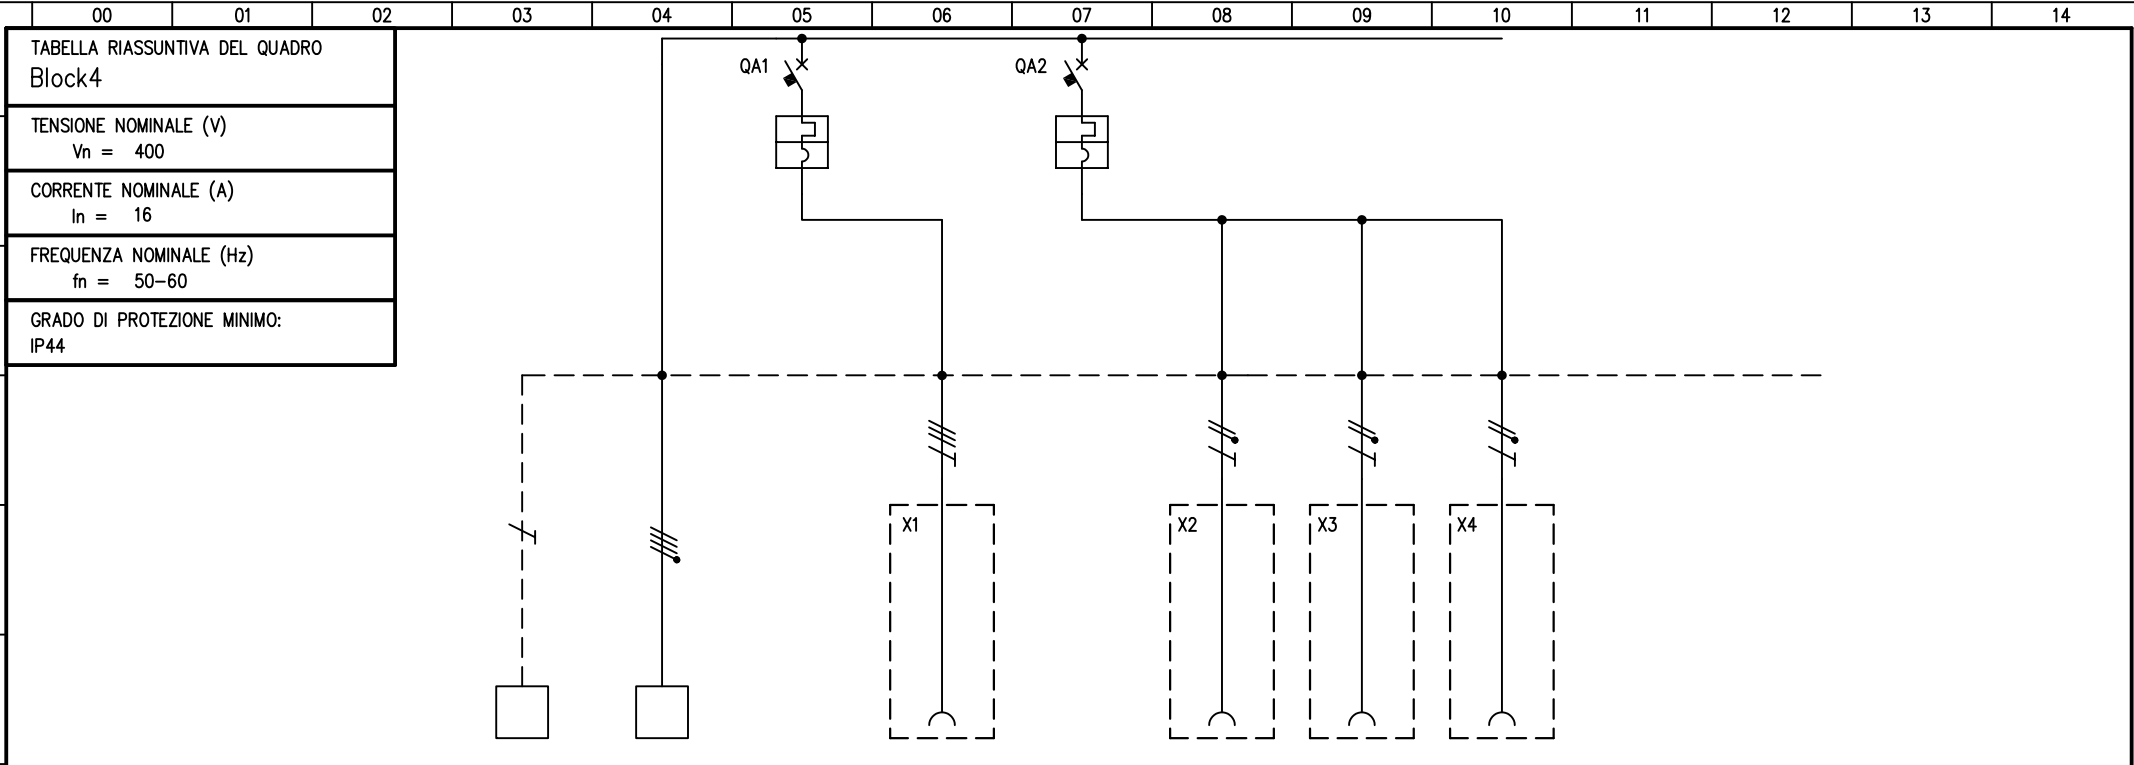 00 01 02 03 04 05 06 07 08 09 10 11 12 13 14
TABELLA RIASSUNTIVA DEL QUADRO
Block4
TENSIONE NOMINALE (V)
Vn = 400
CORRENTE NOMINALE (A)
In = 16
FREQUENZA NOMINALE (Hz)
fn = 50-60
GRADO DI PROTEZIONE MINIMO:
IP44
QA1 QA2
X1 X2 X3 X4